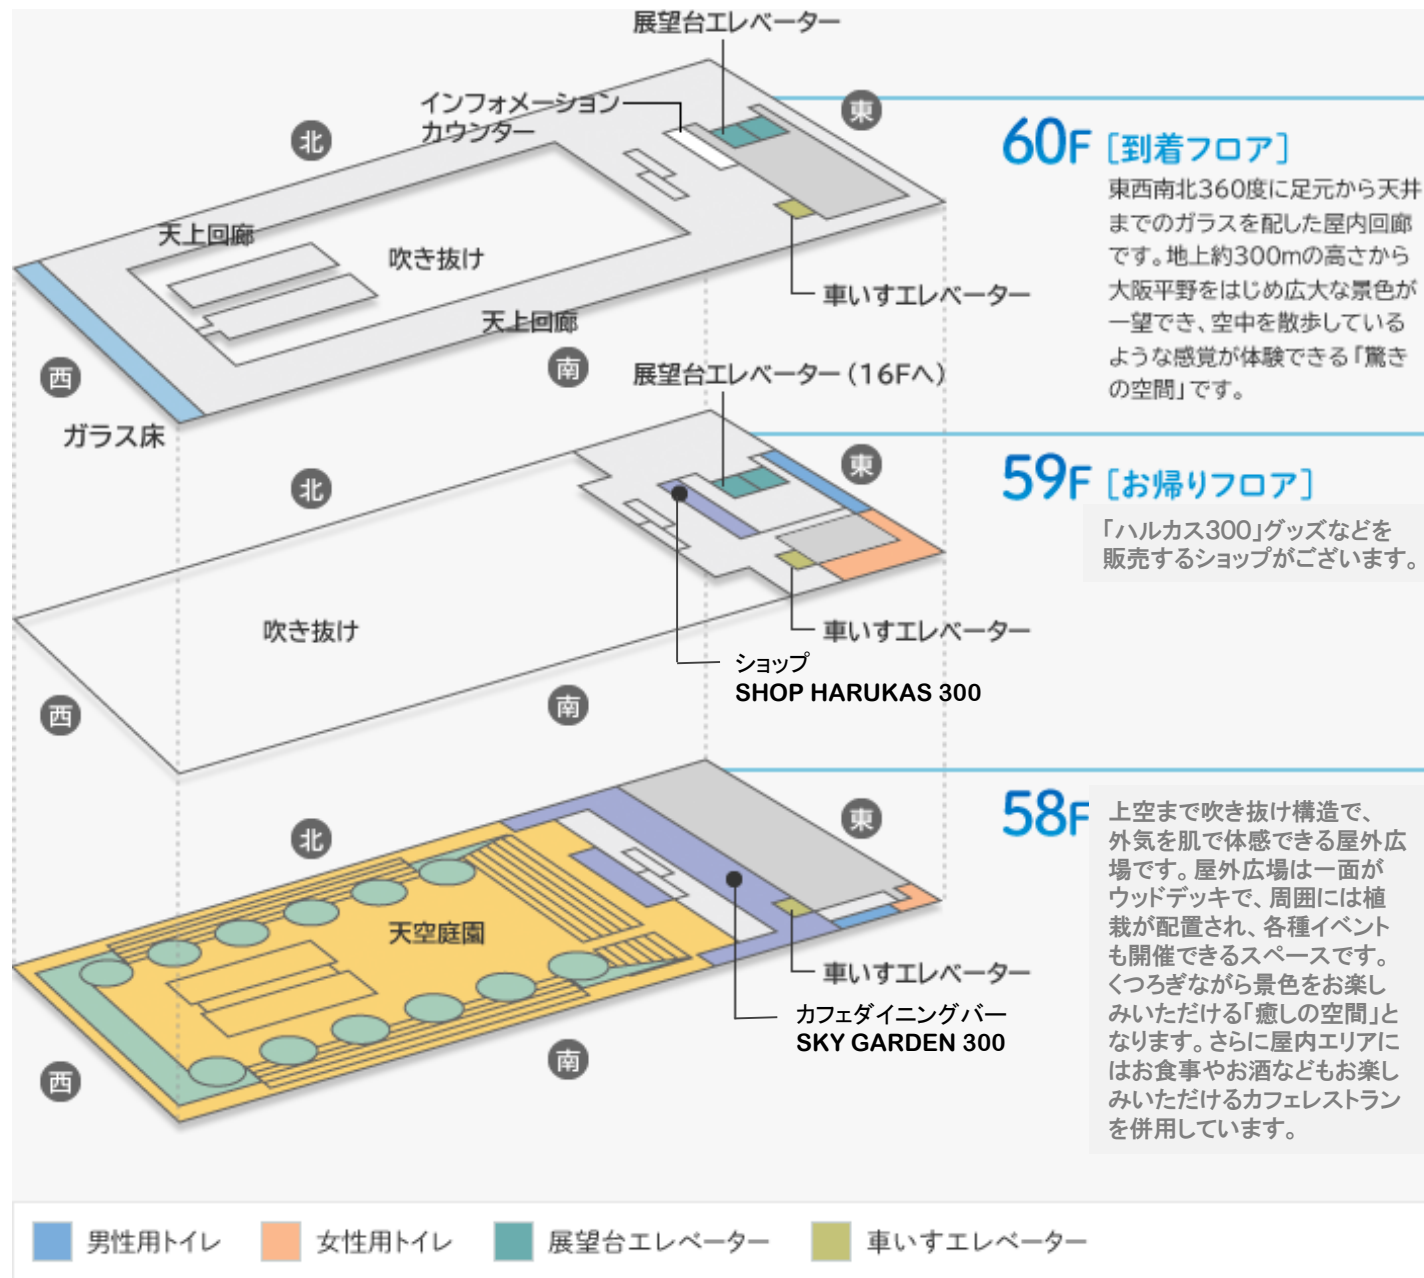 展望台エレベーター
インフォメーション
カウンター
北
東
天上回廊
吹き抜け
車いすエレベーター
天上回廊
西
南
ガラス床
60F [到着フロア]
東西南北360度に足元から天井
までのガラスを配した屋内回廊
です。地上約300mの高さから
大阪平野をはじめ広大な景色が
一望でき、空中を散歩している
ような感覚が体験できる「驚き
の空間」です。
展望台エレベーター(16Fへ)
北
東
吹き抜け
車いすエレベーター
ショップ
SHOP HARUKAS 300
西
南
59F [お帰りフロア]
「ハルカス300」グッズなどを
販売するショップがございます。
北
東
天空庭園
車いすエレベーター
カフェダイニングバー
SKY GARDEN 300
西
南
58F
上空まで吹き抜け構造で、
外気を肌で体感できる屋外広
場です。屋外広場は一面が
ウッドデッキで、周囲には植
栽が配置され、各種イベント
も開催できるスペースです。
くつろぎながら景色をお楽し
みいただける「癒しの空間」と
なります。さらに屋内エリアに
はお食事やお酒などもお楽し
みいただけるカフェレストラン
を併用しています。
男性用トイレ
女性用トイレ
展望台エレベーター
車いすエレベーター